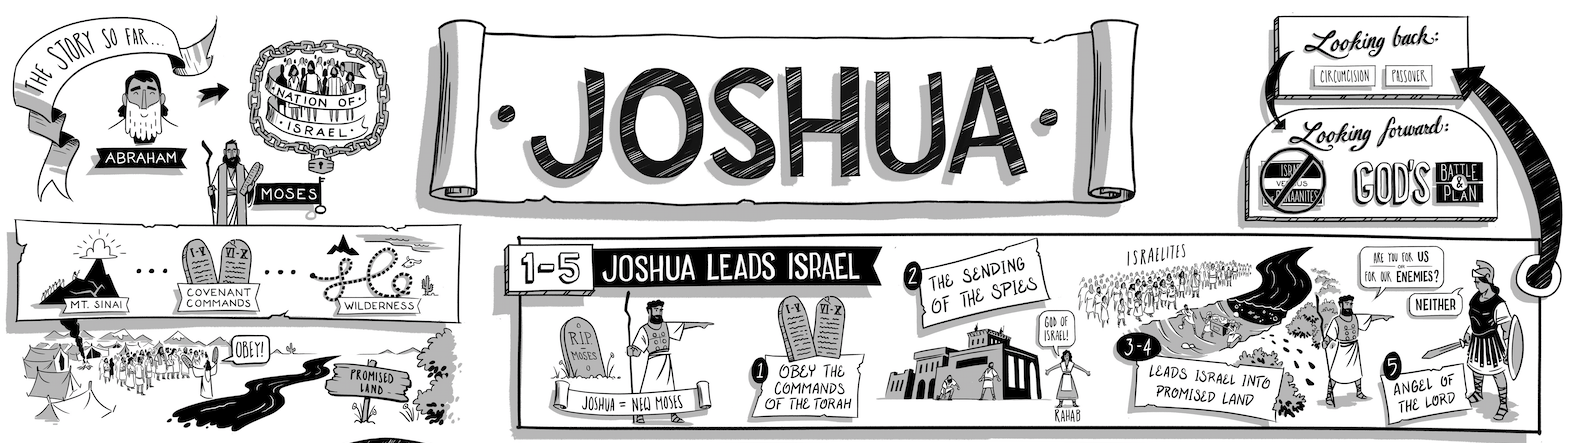 THE STORY SO FAR...
ABRAHAM
NATION OF
ISRAEL
MOSES
MT. SINAI
I-V
VI-X
COVENANT
COMMANDS
WILDERNESS
OBEY!
PROMISED
LAND
• JOSHUA •
Looking back:
CIRCUMCISION
PASSOVER
Looking forward:
VERSUS
GOD'S
BATTLE
&
PLAN
1-5
JOSHUA LEADS ISRAEL
RIP
MOSES
JOSHUA = NEW MOSES
I-V
VI-X
1
OBEY THE
COMMANDS
OF THE TORAH
2
THE SENDING
OF THE SPIES
GOD OF
ISRAEL!
RAHAB
ISRAELITES
3-4
LEADS ISRAEL INTO
PROMISED LAND
ARE YOU FOR US
OR
FOR OUR ENEMIES?
NEITHER
5
ANGEL OF
THE LORD